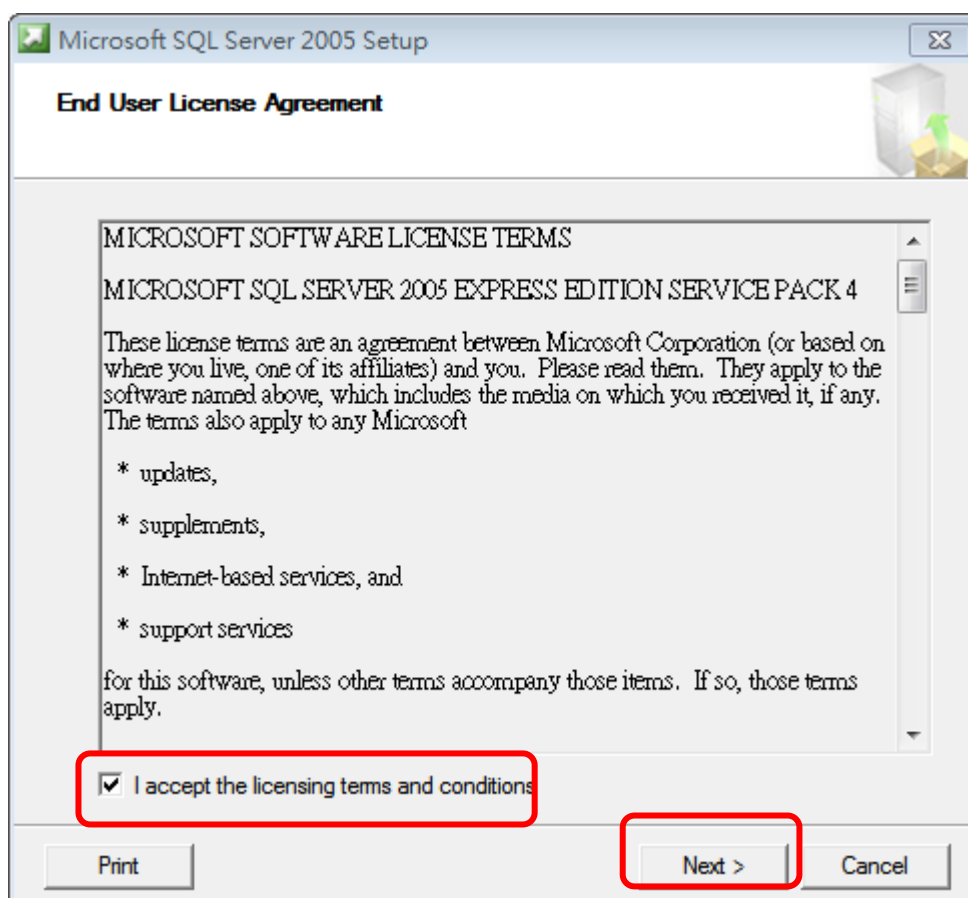 Microsoft SQL Server 2005 Setup
End User License Agreement
MICROSOFT SOFTWARE LICENSE TERMS
MICROSOFT SQL SERVER 2005 EXPRESS EDITION SERVICE PACK 4
These license terms are an agreement between Microsoft Corporation (or based on
where you live, one of its affiliates) and you.  Please read them.  They apply to the
software named above, which includes the media on which you received it, if any.
The terms also apply to any Microsoft
* updates,
* supplements,
* Internet-based services, and
* support services
for this software, unless other terms accompany those items.  If so, those terms
apply.
I accept the licensing terms and conditions
Print
Next >
Cancel